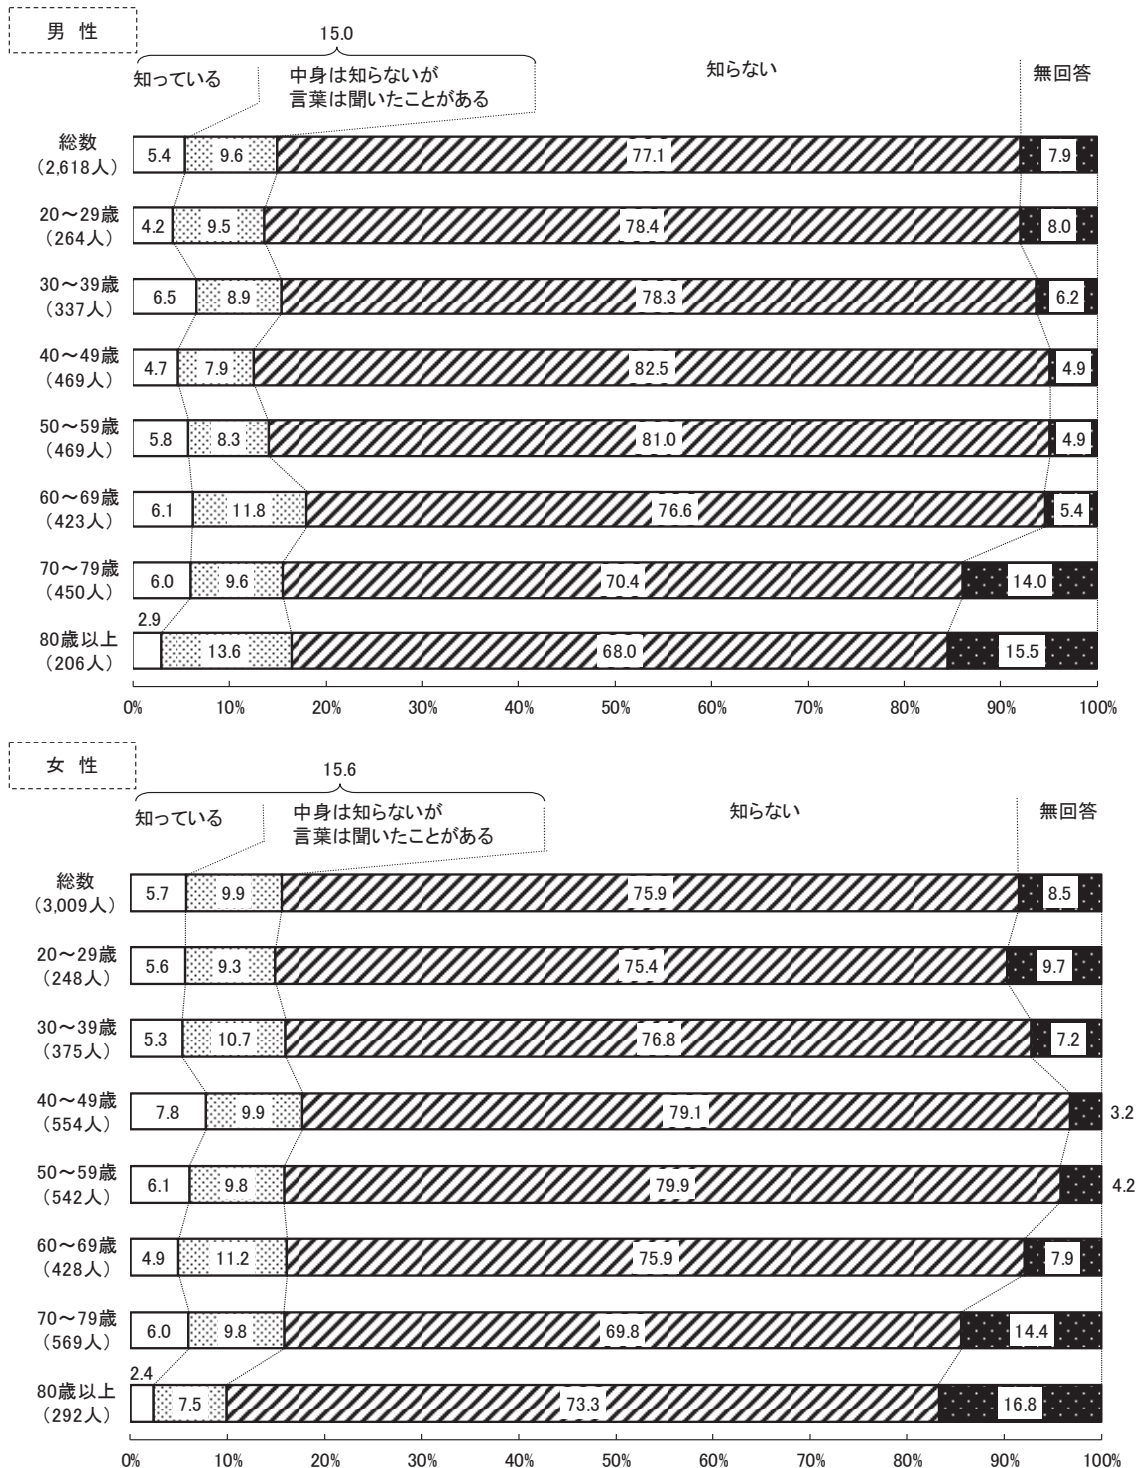 男 性
15.0
知っている
中身は知らないが
言葉は聞いたことがある
知らない
無回答
総数
(2,618人)
5.4 9.6 77.1 7.9
20～29歳
(264人)
4.2 9.5 78.4 8.0
30～39歳
(337人)
6.5 8.9 78.3 6.2
40～49歳
(469人)
4.7 7.9 82.5 4.9
50～59歳
(469人)
5.8 8.3 81.0 4.9
60～69歳
(423人)
6.1 11.8 76.6 5.4
70～79歳
(450人)
6.0 9.6 70.4 14.0
80歳以上
(206人)
2.9 13.6 68.0 15.5
0% 10% 20% 30% 40% 50% 60% 70% 80% 90% 100%
女 性
15.6
知っている
中身は知らないが
言葉は聞いたことがある
知らない
無回答
総数
(3,009人)
5.7 9.9 75.9 8.5
20～29歳
(248人)
5.6 9.3 75.4 9.7
30～39歳
(375人)
5.3 10.7 76.8 7.2
40～49歳
(554人)
7.8 9.9 79.1 3.2
50～59歳
(542人)
6.1 9.8 79.9 4.2
60～69歳
(428人)
4.9 11.2 75.9 7.9
70～79歳
(569人)
6.0 9.8 69.8 14.4
80歳以上
(292人)
2.4 7.5 73.3 16.8
0% 10% 20% 30% 40% 50% 60% 70% 80% 90% 100%